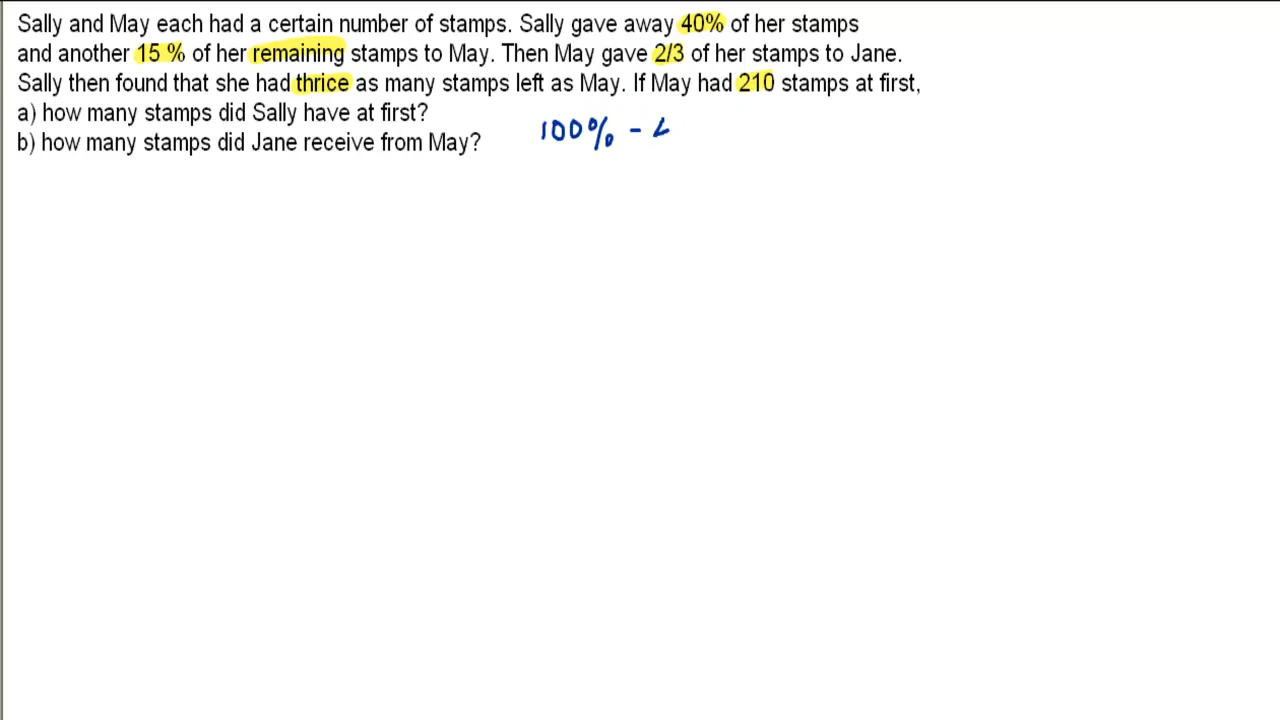 Sally and May each had a certain number of stamps. Sally gave away 40% of her stamps
and another 15 % of her remaining stamps to May. Then May gave 2/3 of her stamps to Jane.
Sally then found that she had thrice as many stamps left as May. If May had 210 stamps at first,
a) how many stamps did Sally have at first?
b) how many stamps did Jane receive from May?
100% -